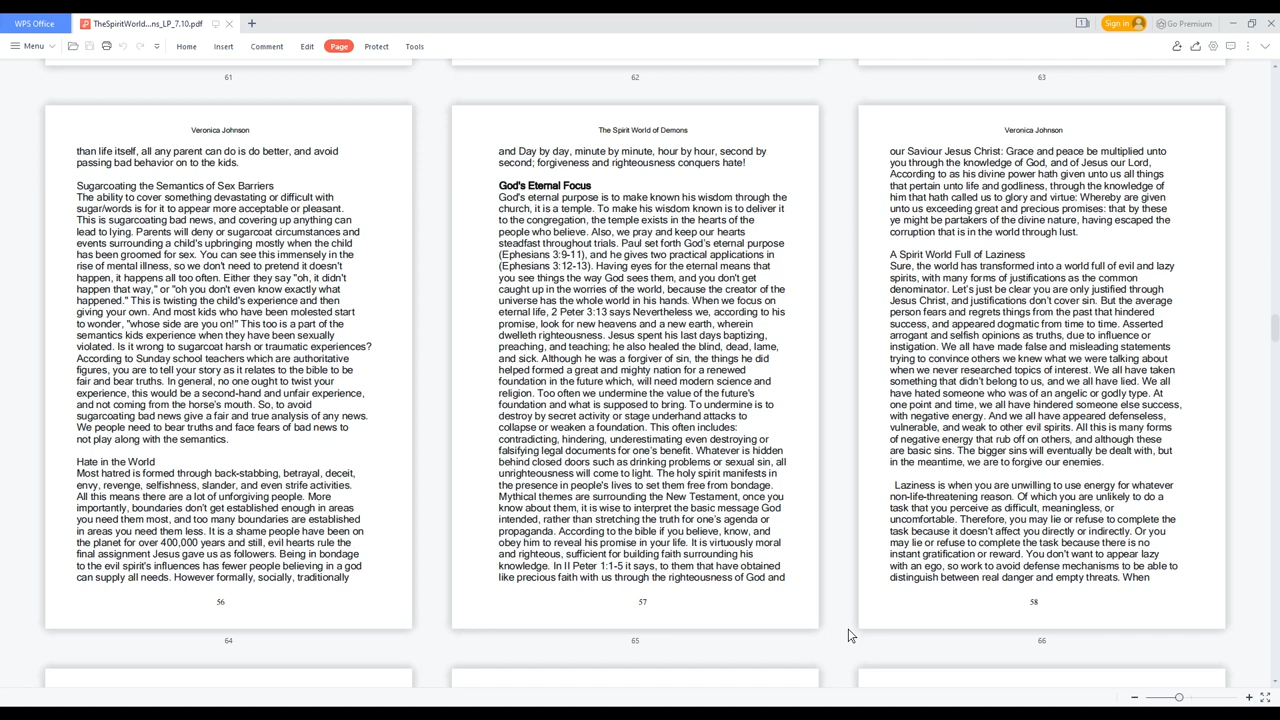 WPS Office
TheSpiritWorld...ns_LP_7.10.pdf
1
Sign in
Go Premium
Menu
Home
Insert
Comment
Edit
Page
Protect
Tools
61
62
63
Veronica Johnson
than life itself, all any parent can do is do better, and avoid
passing bad behavior on to the kids.
Sugarcoating the Semantics of Sex Barriers
The ability to cover something devastating or difficult with
sugar/words is for it to appear more acceptable or pleasant.
This is sugarcoating bad news, and covering up anything can
lead to lying. Parents will deny or sugarcoat circumstances and
events surrounding a child's upbringing mostly when the child
has been groomed for sex. You can see this immensely in the
rise of mental illness, so we don't need to pretend it doesn't
happen, it happens all too often. Either they say "oh, it didn't
happen that way," or "oh you don't even know exactly what
happened." This is twisting the child's experience and then
giving your own. And most kids who have been molested start
to wonder, "whose side are you on!" This too is a part of the
semantics kids experience when they have been sexually
violated. Is it wrong to sugarcoat harsh or traumatic experiences?
According to Sunday school teachers which are authoritative
figures, you are to tell your story as it relates to the bible to be
fair and bear truths. In general, no one ought to twist your
experience, this would be a second-hand and unfair experience,
and not coming from the horse's mouth. So, to avoid
sugarcoating bad news give a fair and true analysis of any news.
We people need to bear truths and face fears of bad news to
not play along with the semantics.
Hate in the World
Most hatred is formed through back-stabbing, betrayal, deceit,
envy, revenge, selfishness, slander, and even strife activities.
All this means there are a lot of unforgiving people. More
importantly, boundaries don't get established enough in areas
you need them most, and too many boundaries are established
in areas you need them less. It is a shame people have been on
the planet for over 400,000 years and still, evil hearts rule the
final assignment Jesus gave us as followers. Being in bondage
to the evil spirit's influences has fewer people believing in a god
can supply all needs. However formally, socially, traditionally
56
64
The Spirit World of Demons
and Day by day, minute by minute, hour by hour, second by
second; forgiveness and righteousness conquers hate!
God's Eternal Focus
God's eternal purpose is to make known his wisdom through the
church, it is a temple. To make his wisdom known is to deliver it
to the congregation, the temple exists in the hearts of the
people who believe. Also, we pray and keep our hearts
steadfast throughout trials. Paul set forth God's eternal purpose
(Ephesians 3:9-11), and he gives two practical applications in
(Ephesians 3:12-13). Having eyes for the eternal means that
you see things the way God sees them, and you don't get
caught up in the worries of the world, because the creator of the
universe has the whole world in his hands. When we focus on
eternal life, 2 Peter 3:13 says Nevertheless we, according to his
promise, look for new heavens and a new earth, wherein
dwelleth righteousness. Jesus spent his last days baptizing,
preaching, and teaching; he also healed the blind, dead, lame,
and sick. Although he was a forgiver of sin, the things he did
helped formed a great and mighty nation for a renewed
foundation in the future which, will need modern science and
religion. Too often we undermine the value of the future's
foundation and what is supposed to bring. To undermine is to
destroy by secret activity or stage underhand attacks to
collapse or weaken a foundation. This often includes:
contradicting, hindering, underestimating even destroying or
falsifying legal documents for one's benefit. Whatever is hidden
behind closed doors such as drinking problems or sexual sin, all
unrighteousness will come to light. The holy spirit manifests in
the presence in people's lives to set them free from bondage.
Mythical themes are surrounding the New Testament, once you
know about them, it is wise to interpret the basic message God
intended, rather than stretching the truth for one's agenda or
propaganda. According to the bible if you believe, know, and
obey him to reveal his promise in your life. It is virtuously moral
and righteous, sufficient for building faith surrounding his
knowledge. In II Peter 1:1-5 it says, to them that have obtained
like precious faith with us through the righteousness of God and
57
65
Veronica Johnson
our Saviour Jesus Christ: Grace and peace be multiplied unto
you through the knowledge of God, and of Jesus our Lord,
According to as his divine power hath given unto us all things
that pertain unto life and godliness, through the knowledge of
him that hath called us to glory and virtue: Whereby are given
unto us exceeding great and precious promises: that by these
ye might be partakers of the divine nature, having escaped the
corruption that is in the world through lust.
A Spirit World Full of Laziness
Sure, the world has transformed into a world full of evil and lazy
spirits, with many forms of justifications as the common
denominator. Let's just be clear you are only justified through
Jesus Christ, and justifications don't cover sin. But the average
person fears and regrets things from the past that hindered
success, and appeared dogmatic from time to time. Asserted
arrogant and selfish opinions as truths, due to influence or
instigation. We all have made false and misleading statements
trying to convince others we knew what we were talking about
when we never researched topics of interest. We all have taken
something that didn't belong to us, and we all have lied. We all
have hated someone who was of an angelic or godly type. At
one point and time, we all have hindered someone else success,
with negative energy. And we all have appeared defenseless,
vulnerable, and weak to other evil spirits. All this is many forms
of negative energy that rub off on others, and although these
are basic sins. The bigger sins will eventually be dealt with, but
in the meantime, we are to forgive our enemies.
Laziness is when you are unwilling to use energy for whatever
non-life-threatening reason. Of which you are unlikely to do a
task that you perceive as difficult, meaningless, or
uncomfortable. Therefore, you may lie or refuse to complete the
task because it doesn't affect you directly or indirectly. Or you
may lie or refuse to complete the task because there is no
instant gratification or reward. You don't want to appear lazy
with an ego, so work to avoid defense mechanisms to be able to
distinguish between real danger and empty threats. When
58
66